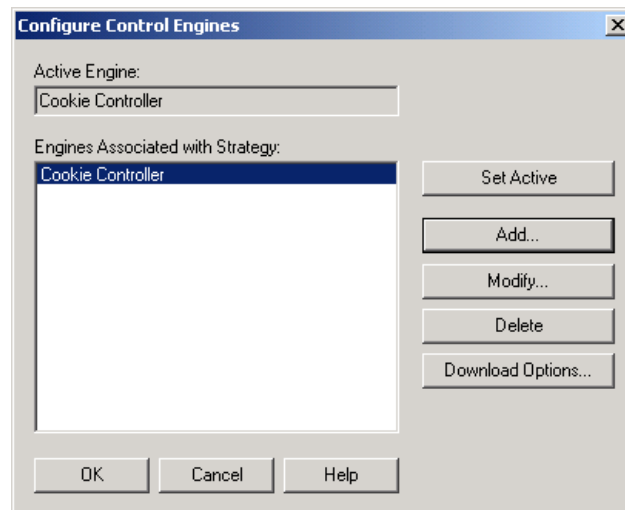 Configure Control Engines
Active Engine:
Cookie Controller
Engines Associated with Strategy:
Cookie Controller
Set Active
Add...
Modify...
Delete
Download Options...
OK Cancel Help